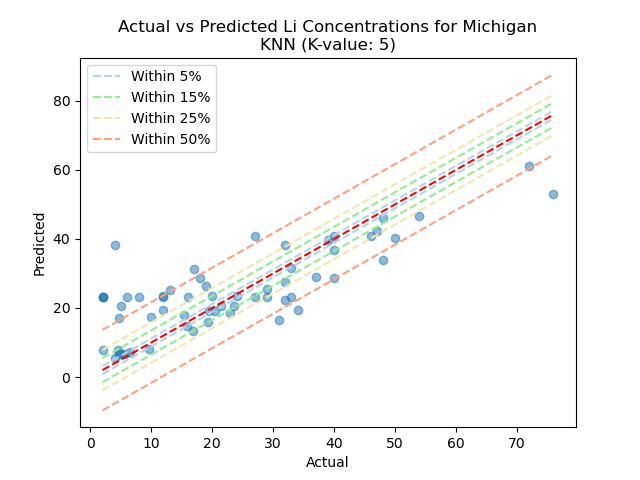 Actual vs Predicted Li Concentrations for Michigan
KNN (K-value: 5)
Within 5%
Within 15%
Within 25%
Within 50%
80
60
40
20
0
Predicted
0 10 20 30 40 50 60 70
Actual